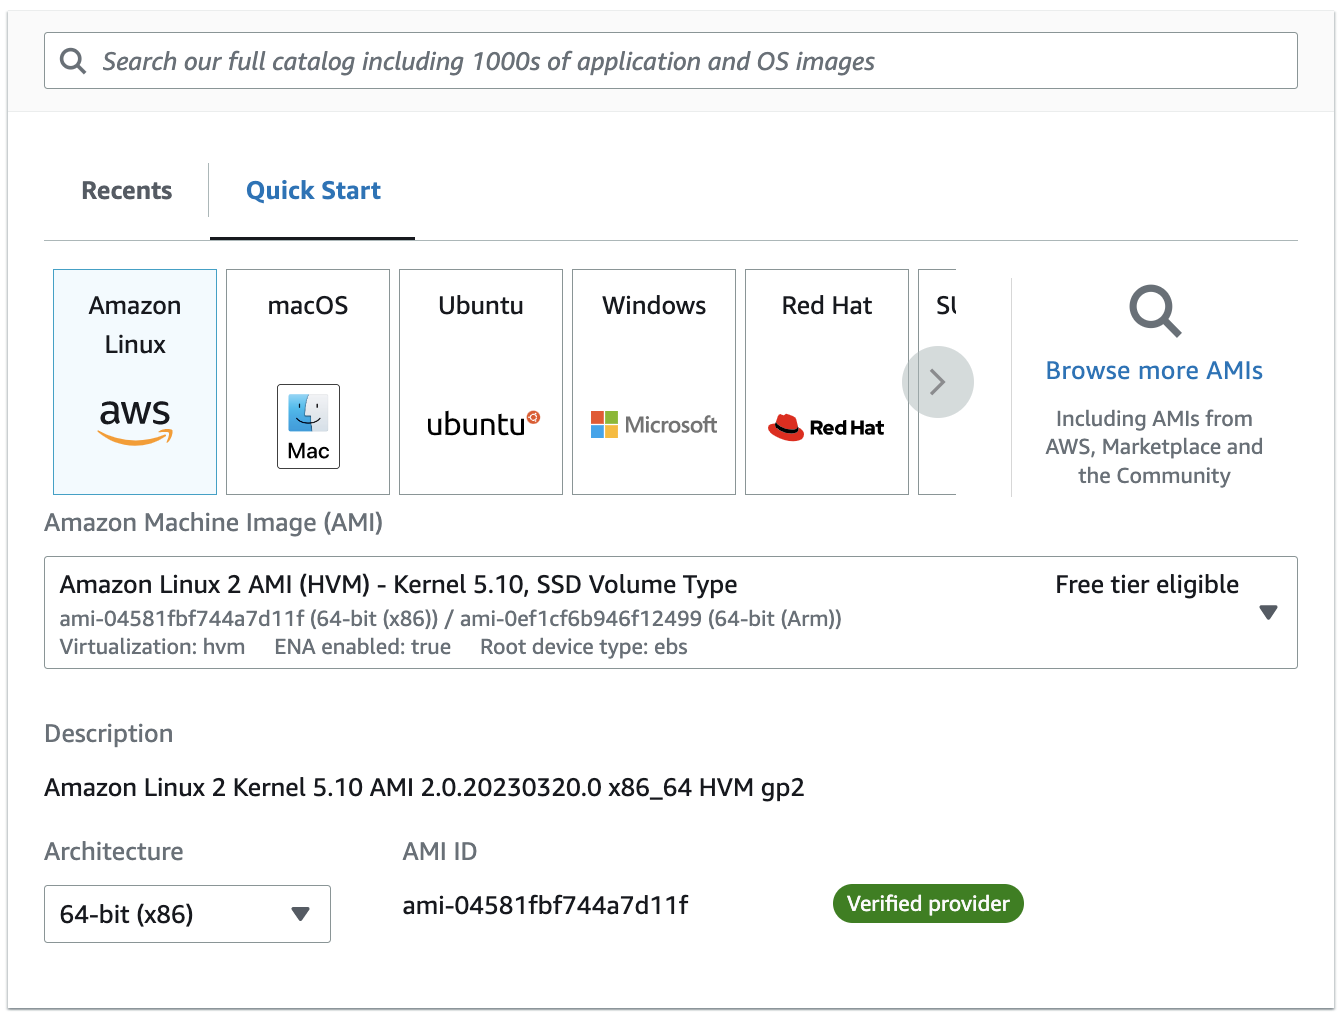 Search our full catalog including 1000s of application and OS images
Recents
Quick Start
Amazon
Linux
aws
macOS
Mac
Ubuntu
ubuntu
Windows
Microsoft
Red Hat
Red Hat
SU
Browse more AMIs
Including AMIs from
AWS, Marketplace and
the Community
Amazon Machine Image (AMI)
Amazon Linux 2 AMI (HVM) - Kernel 5.10, SSD Volume Type
Free tier eligible
ami-04581fbf744a7d11f (64-bit (x86)) / ami-0ef1cf6b946f12499 (64-bit (Arm))
Virtualization: hvm ENA enabled: true Root device type: ebs
Description
Amazon Linux 2 Kernel 5.10 AMI 2.0.20230320.0 x86_64 HVM gp2
Architecture
AMI ID
64-bit (x86)
ami-04581fbf744a7d11f
Verified provider